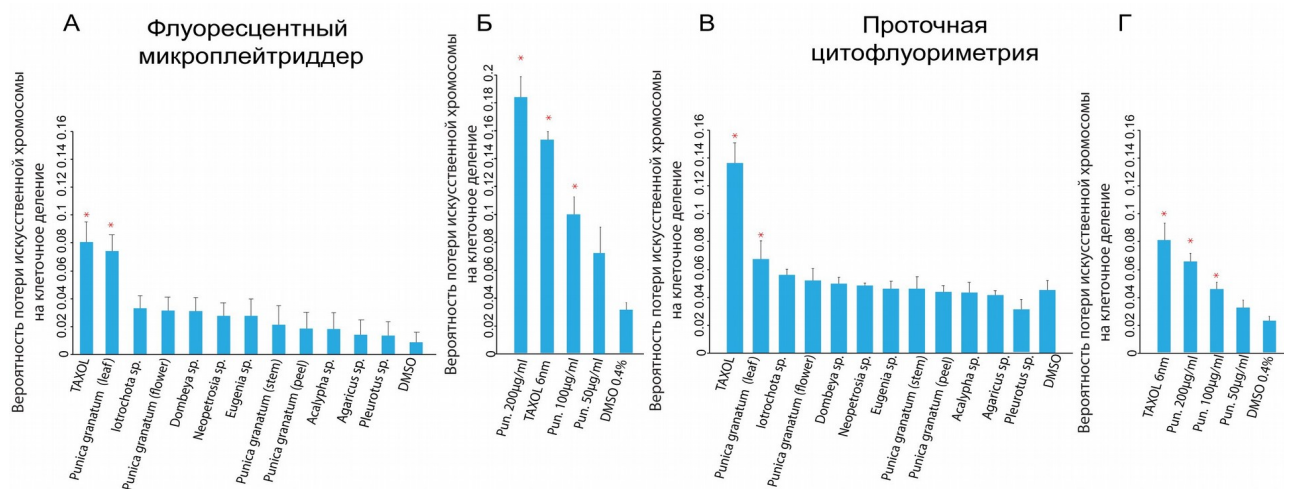 А
Флуоресцентный
микроплейтриддер
Вероятность потери искусственной хромосомы
на клеточное деление
0 0.02 0.04 0.06 0.08 0.1 0.12 0.14 0.16
* *
TAXOL
Punica granatum (leaf)
Iotrochota sp.
Punica granatum (flower)
Dombeya sp.
Neopetrosia sp.
Eugenia sp.
Punica granatum (stem)
Punica granatum (peel)
Acalypha sp.
Agaricus sp.
Pleurotus sp.
DMSO
Б
Вероятность потери искусственной хромосомы
на клеточное деление
0 0.02 0.04 0.06 0.08 0.1 0.12 0.14 0.16 0.18 0.2
* * *
Pun. 200µg/ml
TAXOL 6nm
Pun. 100µg/ml
Pun. 50µg/ml
DMSO 0.4%
В
Проточная
цитофлуориметрия
Вероятность потери искусственной хромосомы
на клеточное деление
0 0.02 0.04 0.06 0.08 0.1 0.12 0.14 0.16
* *
TAXOL
Punica granatum (leaf)
Iotrochota sp.
Punica granatum (flower)
Dombeya sp.
Neopetrosia sp.
Eugenia sp.
Punica granatum (stem)
Punica granatum (peel)
Acalypha sp.
Agaricus sp.
Pleurotus sp.
DMSO
Г
Вероятность потери искусственной хромосомы
на клеточное деление
0 0.02 0.04 0.06 0.08 0.1 0.12 0.14 0.16
* * *
TAXOL 6nm
Pun. 200µg/ml
Pun. 100µg/ml
Pun. 50µg/ml
DMSO 0.4%